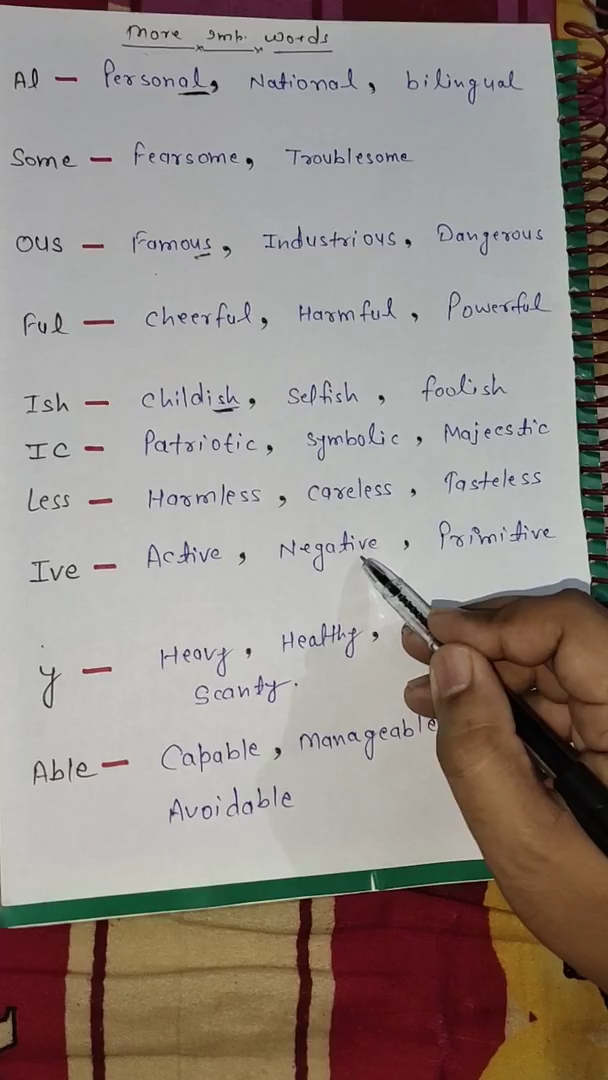 More Imp. Words
Al – Personal, National, bilingual
Some – Fearsome, Troublesome
OUS – Famous, Industrious, Dangerous
Ful – Cheerful, Harmful, Powerful
Ish – Childish, Selfish, foolish
IC – Patriotic, Symbolic, Majecstic
Less – Harmless, Careless, Tasteless
Ive – Active, Negative, Primitive
y – Heavy, Healthy,
Scanty.
Able – Capable, Manageable
Avoidable